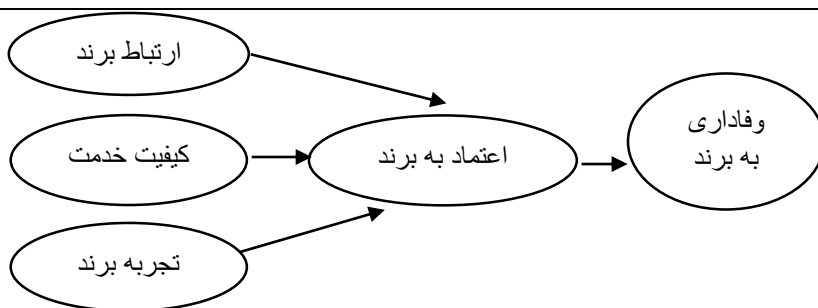 ارتباط برند
کیفیت خدمت
تجربه برند
اعتماد به برند
وفاداری
به برند